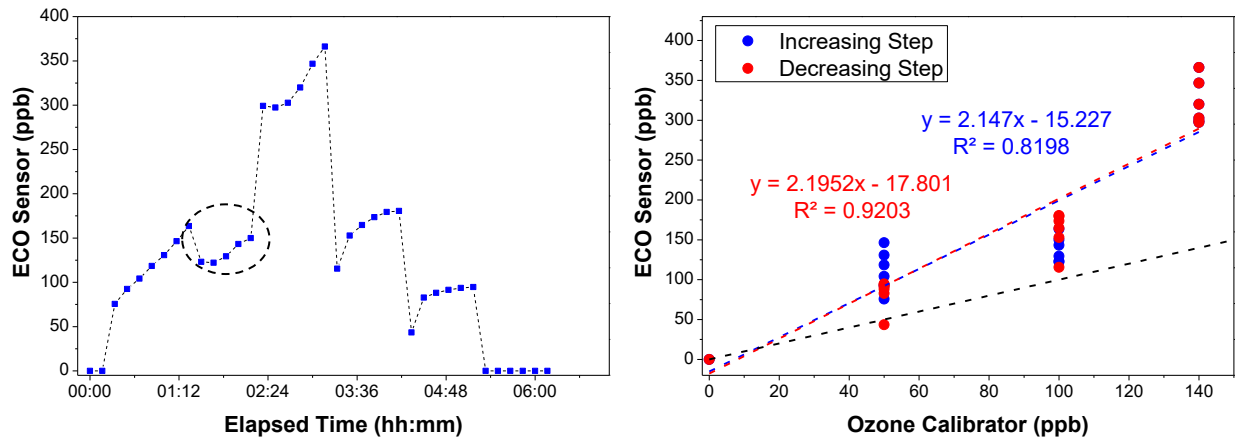 400
350
300
250
200
150
100
50
0
ECO Sensor (ppb)
00:00 01:12 02:24 03:36 04:48 06:00
Elapsed Time (hh:mm)
400
350
300
250
200
150
100
50
0
ECO Sensor (ppb)
Increasing Step
Decreasing Step
y = 2.147x - 15.227
R² = 0.8198
y = 2.1952x - 17.801
R² = 0.9203
0 20 40 60 80 100 120 140
Ozone Calibrator (ppb)